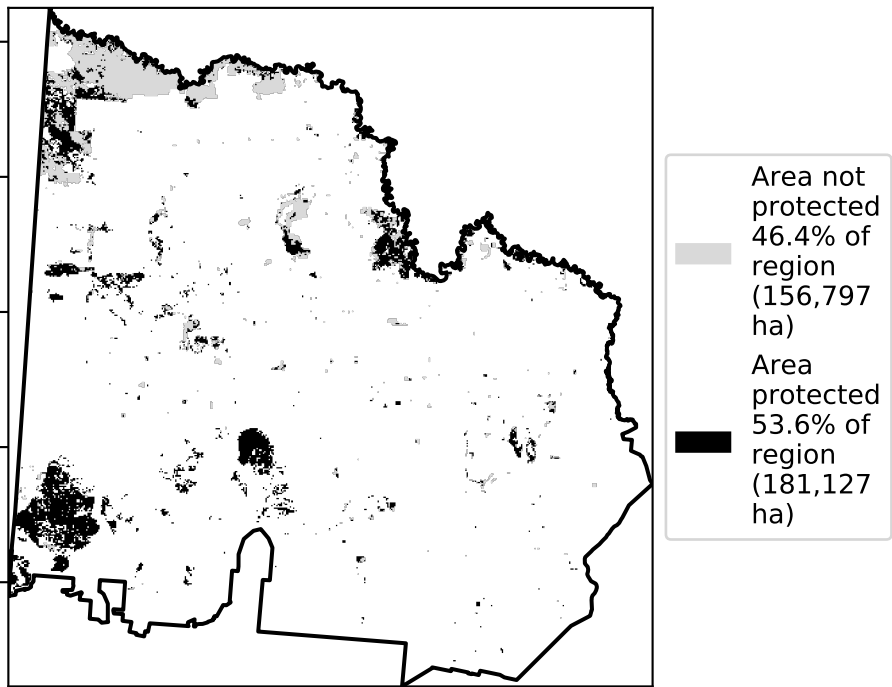 Area not
protected
46.4% of
region
(156,797
ha)
Area
protected
53.6% of
region
(181,127
ha)